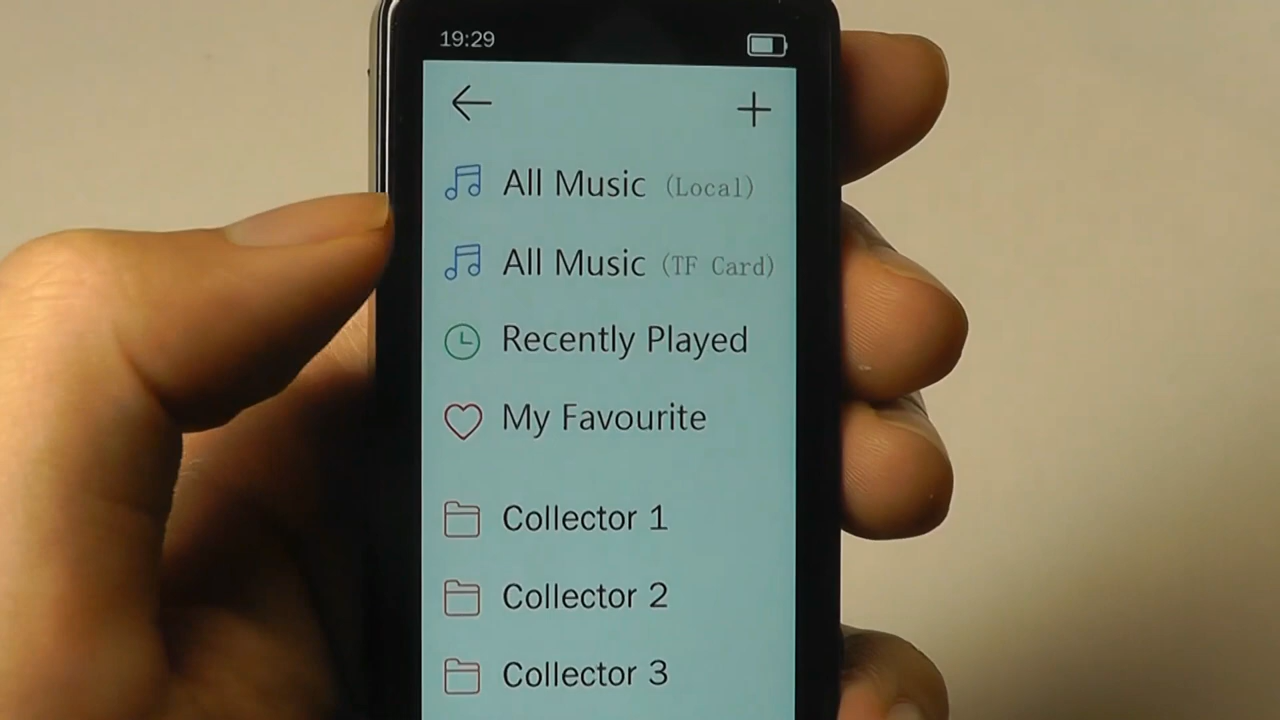 19:29
All Music (Local)
All Music (TF Card)
Recently Played
My Favourite
Collector 1
Collector 2
Collector 3